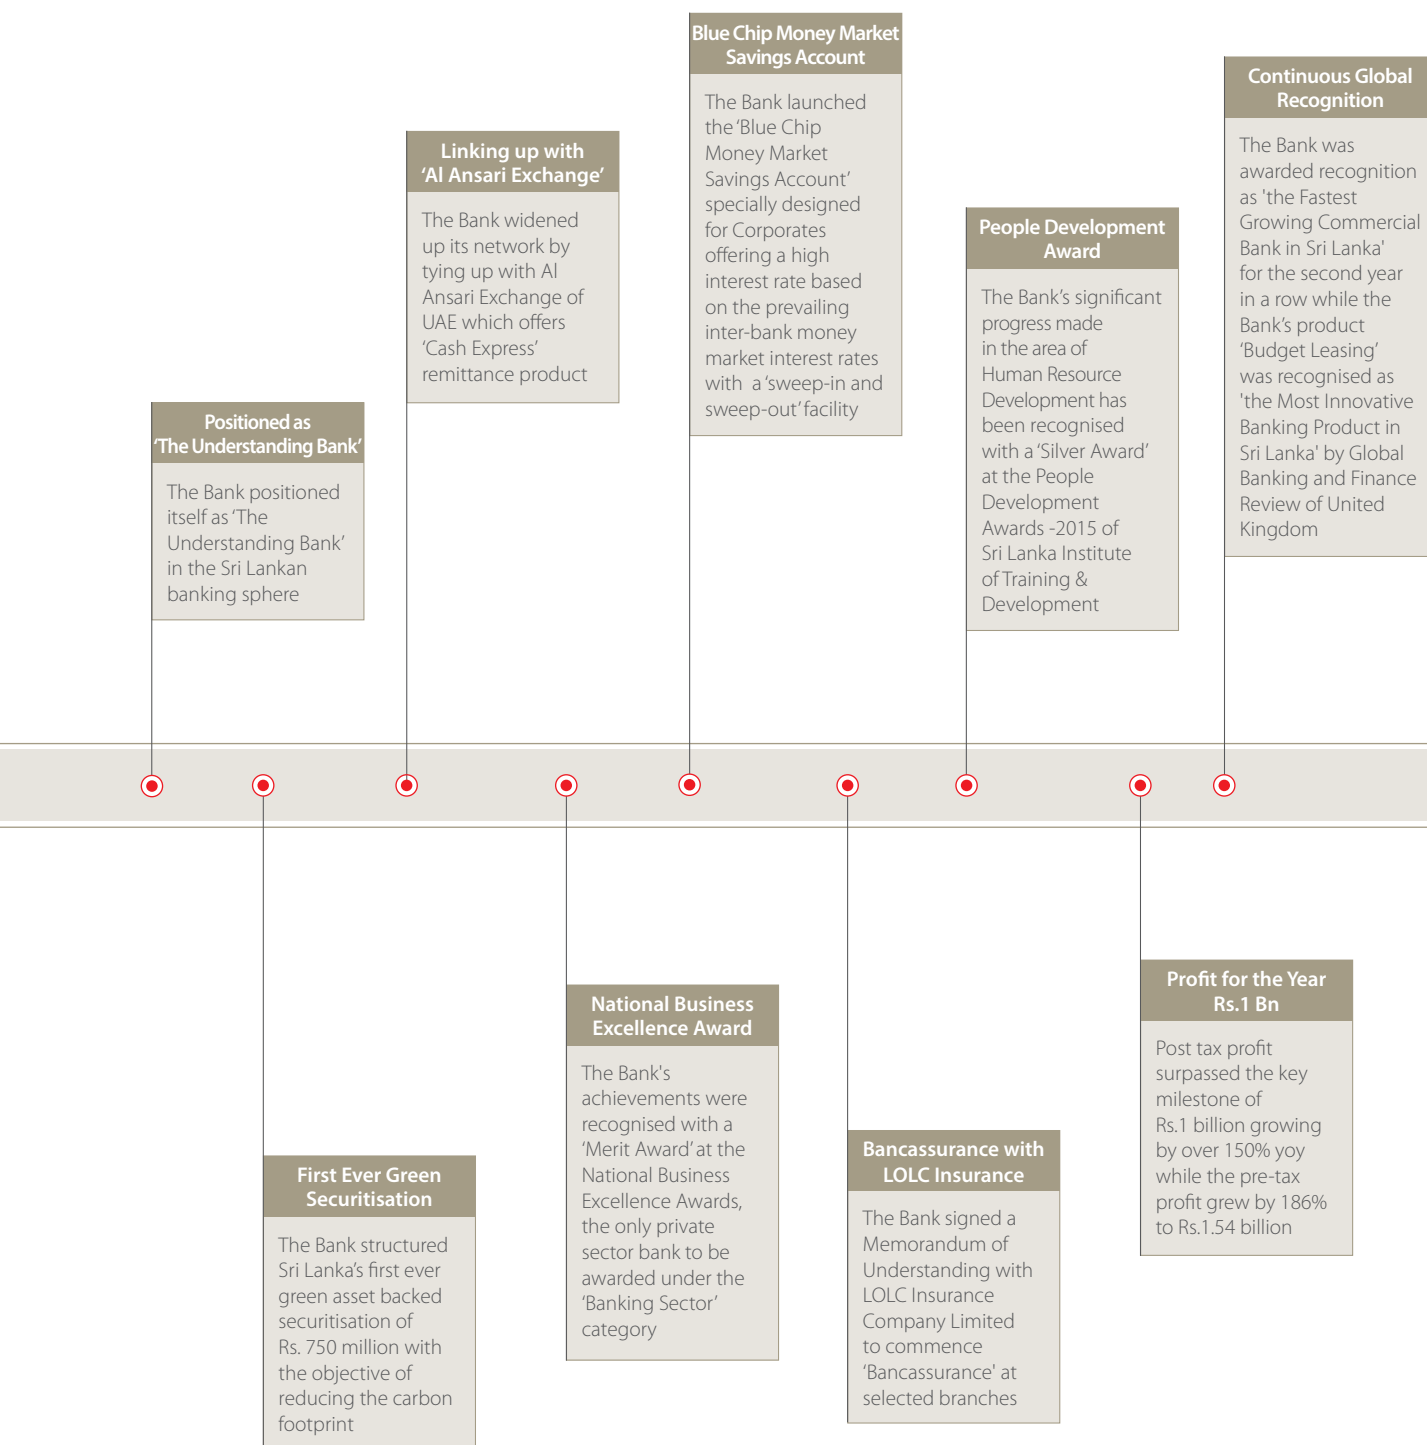 Positioned as
‘The Understanding Bank’
The Bank positioned
itself as ‘The
Understanding Bank’
in the Sri Lankan
banking sphere
First Ever Green
Securitisation
The Bank structured
Sri Lanka’s first ever
green asset backed
securitisation of
Rs. 750 million with
the objective of
reducing the carbon
footprint
Linking up with
‘Al Ansari Exchange’
The Bank widened
up its network by
tying up with Al
Ansari Exchange of
UAE which offers
‘Cash Express’
remittance product
National Business
Excellence Award
The Bank's
achievements were
recognised with a
‘Merit Award’ at the
National Business
Excellence Awards,
the only private
sector bank to be
awarded under the
‘Banking Sector’
category
Blue Chip Money Market
Savings Account
The Bank launched
the ‘Blue Chip
Money Market
Savings Account’
specially designed
for Corporates
offering a high
interest rate based
on the prevailing
inter-bank money
market interest rates
with a ‘sweep-in and
sweep-out’ facility
Bancassurance with
LOLC Insurance
The Bank signed a
Memorandum of
Understanding with
LOLC Insurance
Company Limited
to commence
‘Bancassurance' at
selected branches
People Development
Award
The Bank’s significant
progress made
in the area of
Human Resource
Development has
been recognised
with a ‘Silver Award’
at the People
Development
Awards -2015 of
Sri Lanka Institute
of Training &
Development
Profit for the Year
Rs.1 Bn
Post tax profit
surpassed the key
milestone of
Rs.1 billion growing
by over 150% yoy
while the pre-tax
profit grew by 186%
to Rs.1.54 billion
Continuous Global
Recognition
The Bank was
awarded recognition
as 'the Fastest
Growing Commercial
Bank in Sri Lanka'
for the second year
in a row while the
Bank’s product
‘Budget Leasing’
was recognised as
'the Most Innovative
Banking Product in
Sri Lanka' by Global
Banking and Finance
Review of United
Kingdom